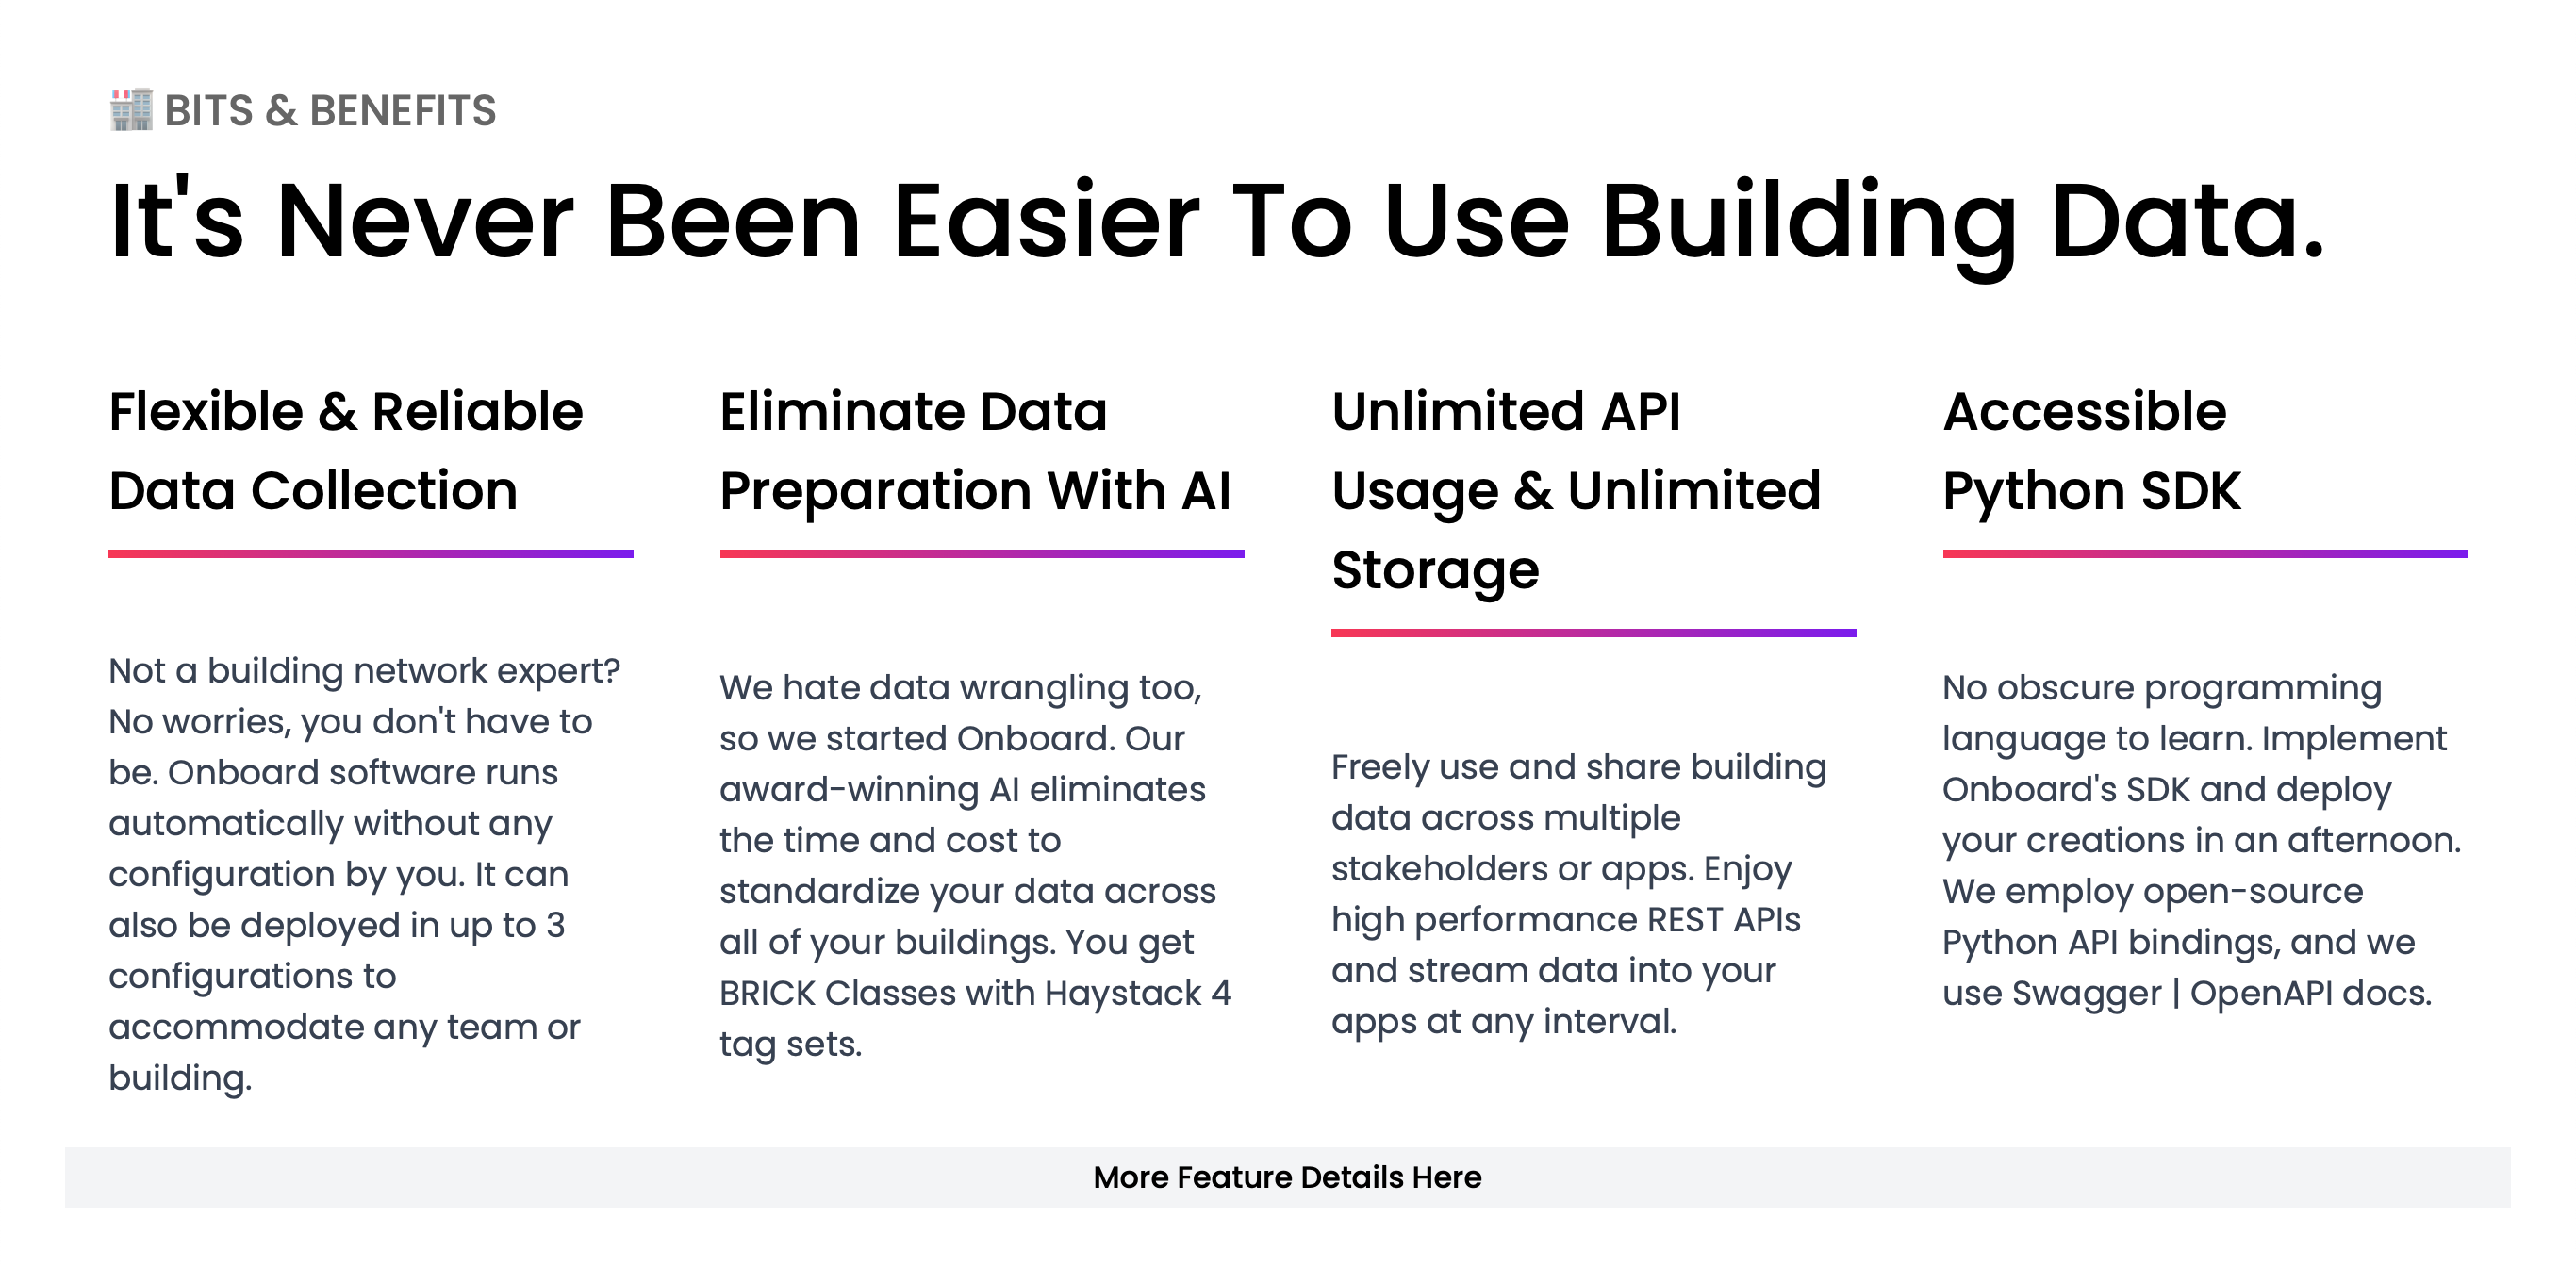 BITS & BENEFITS
It's Never Been Easier To Use Building Data.
Flexible & Reliable
Data Collection
Not a building network expert?
No worries, you don't have to
be. Onboard software runs
automatically without any
configuration by you. It can
also be deployed in up to 3
configurations to
accommodate any team or
building.
Eliminate Data
Preparation With AI
We hate data wrangling too,
so we started Onboard. Our
award-winning AI eliminates
the time and cost to
standardize your data across
all of your buildings. You get
BRICK Classes with Haystack 4
tag sets.
Unlimited API
Usage & Unlimited
Storage
Freely use and share building
data across multiple
stakeholders or apps. Enjoy
high performance REST APIs
and stream data into your
apps at any interval.
Accessible
Python SDK
No obscure programming
language to learn. Implement
Onboard's SDK and deploy
your creations in an afternoon.
We employ open-source
Python API bindings, and we
use Swagger | OpenAPI docs.
More Feature Details Here